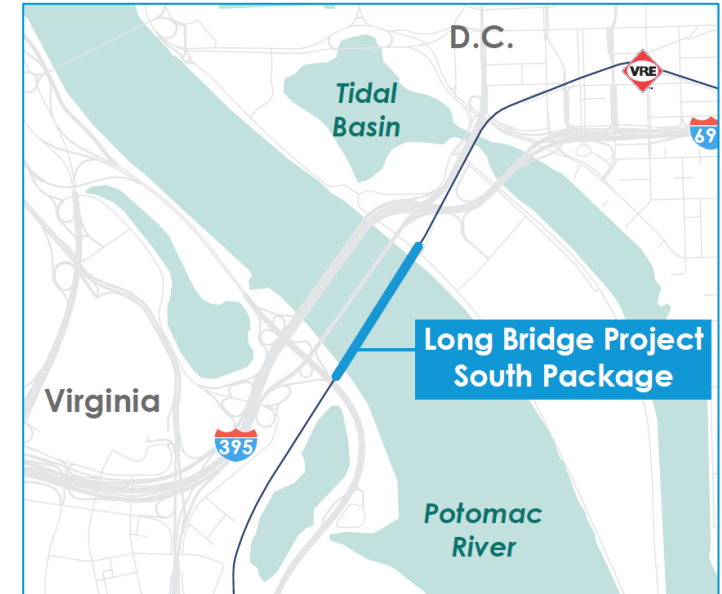 D.C.
VRE
Tidal
Basin
69
Long Bridge Project
South Package
Virginia
395
Potomac
River